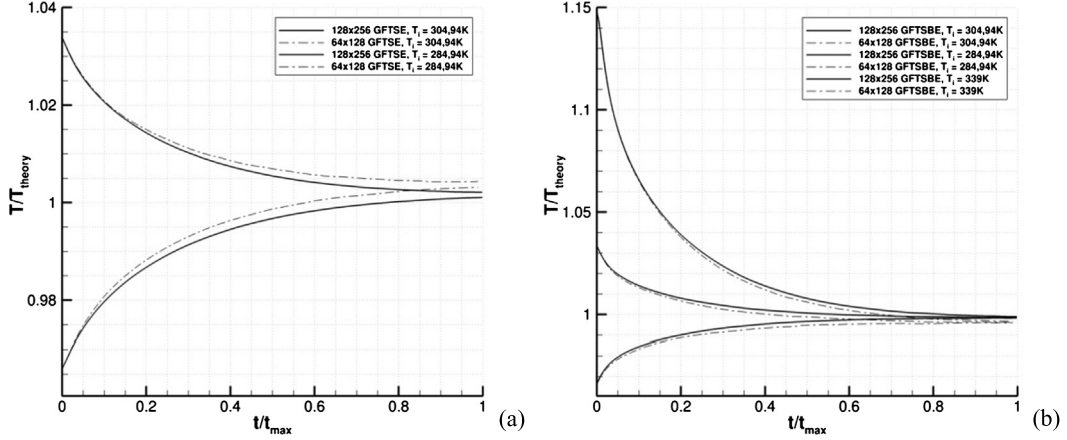 1.04
1.02
1
0.98
T/T_theory
128x256 GFTSE, T_i = 304,94K
64x128 GFTSE, T_i = 304,94K
128x256 GFTSE, T_i = 284,94K
64x128 GFTSE, T_i = 284,94K
0 0.2 0.4 0.6 0.8 1
t/t_max
(a)
1.15
1.1
1.05
1
T/T_theory
128x256 GFTSBE, T_i = 304,94K
64x128 GFTSBE, T_i = 304,94K
128x256 GFTSBE, T_i = 284,94K
64x128 GFTSBE, T_i = 284,94K
128x256 GFTSBE, T_i = 339K
64x128 GFTSBE, T_i = 339K
0 0.2 0.4 0.6 0.8 1
t/t_max
(b)